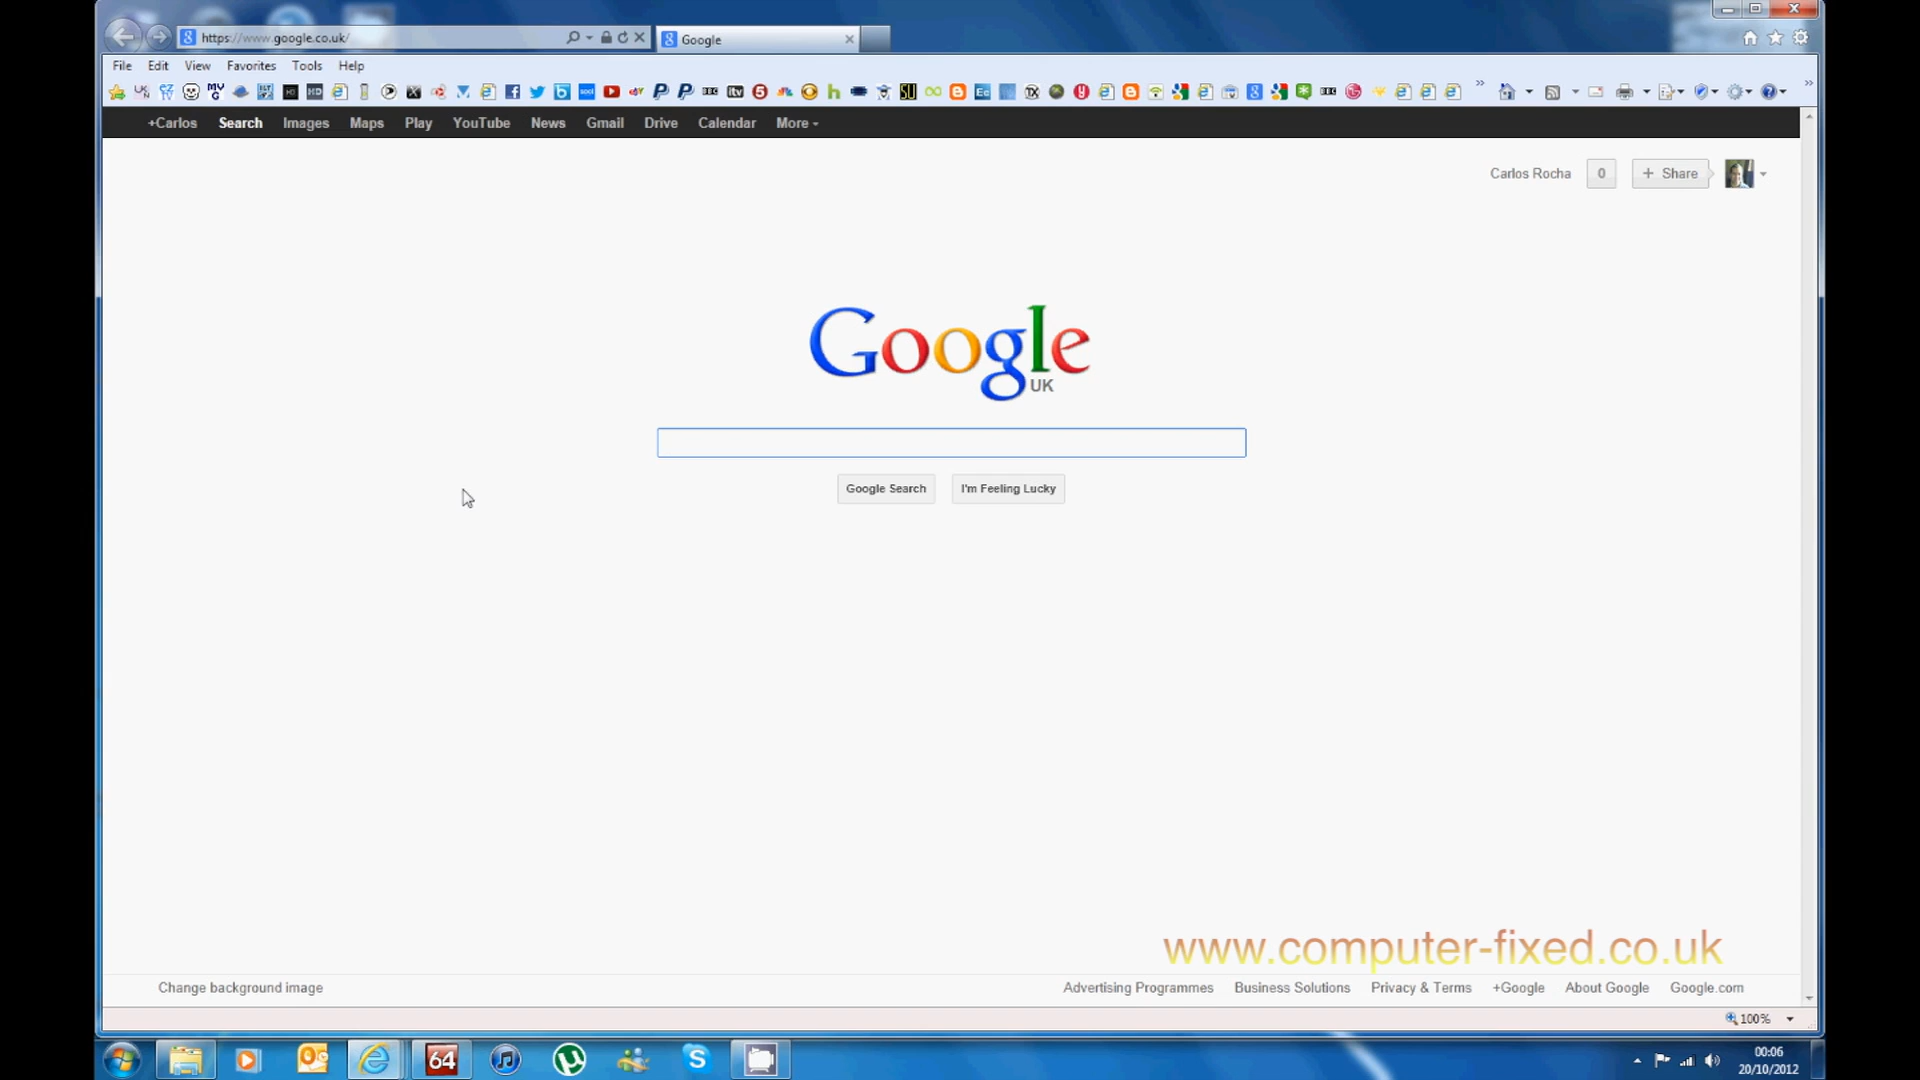 https://www.google.co.uk/
Google
File Edit View Favorites Tools Help
+Carlos Search Images Maps Play YouTube News Gmail Drive Calendar More
Carlos Rocha 0 + Share
Google
UK
Google Search I'm Feeling Lucky
www.computer-fixed.co.uk
Change background image Advertising Programmes Business Solutions Privacy & Terms +Google About Google Google.com
100%
64
00:06
20/10/2012